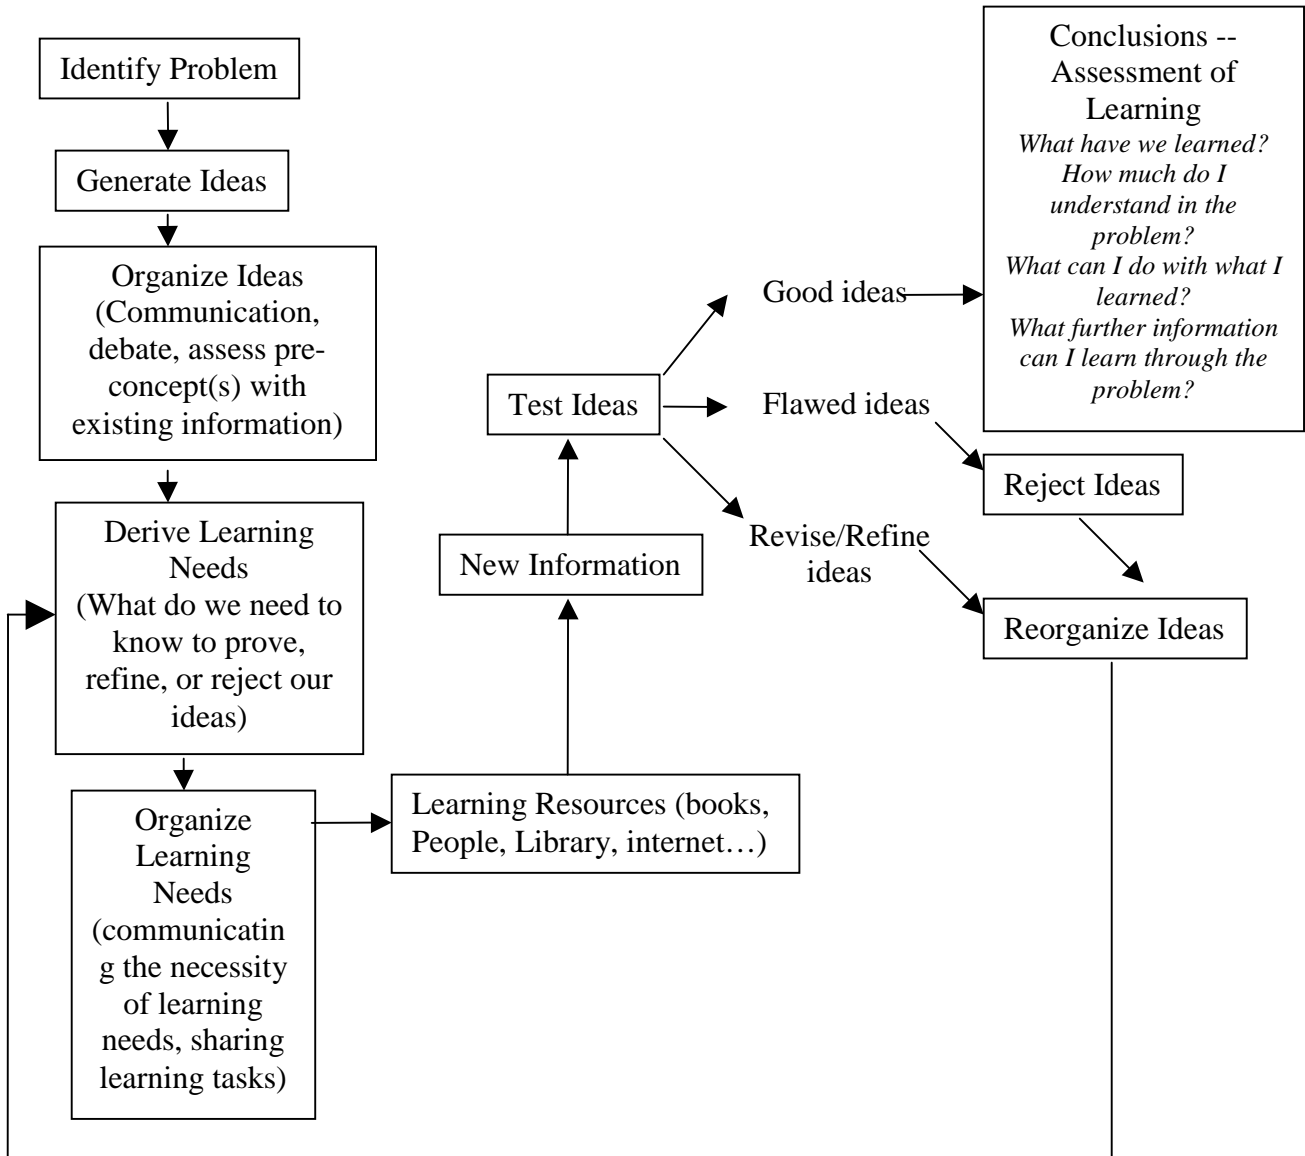 Identify Problem
Generate Ideas
Organize Ideas
(Communication,
debate, assess pre-
concept(s) with
existing information)
Derive Learning
Needs
(What do we need to
know to prove,
refine, or reject our
ideas)
Organize
Learning
Needs
(communicatin
g the necessity
of learning
needs, sharing
learning tasks)
Learning Resources (books,
People, Library, internet…)
New Information
Test Ideas
Good ideas
Flawed ideas
Revise/Refine
ideas
Conclusions --
Assessment of
Learning
What have we learned?
How much do I
understand in the
problem?
What can I do with what I
learned?
What further information
can I learn through the
problem?
Reject Ideas
Reorganize Ideas